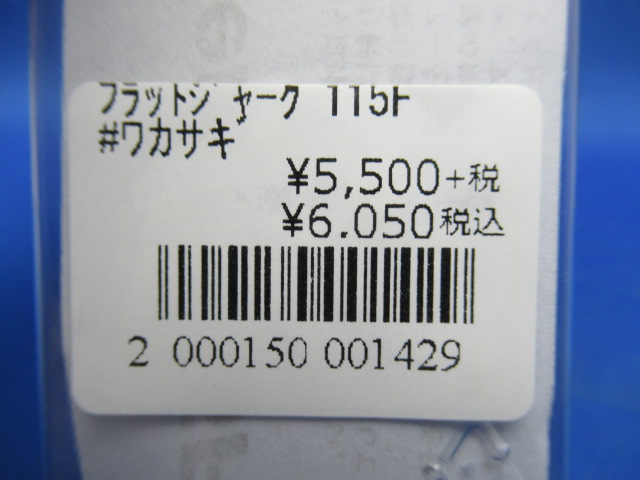 フラットジャーク 115F
#ワカサギ
¥5,500+税
¥6.050税込
2 000150 001429